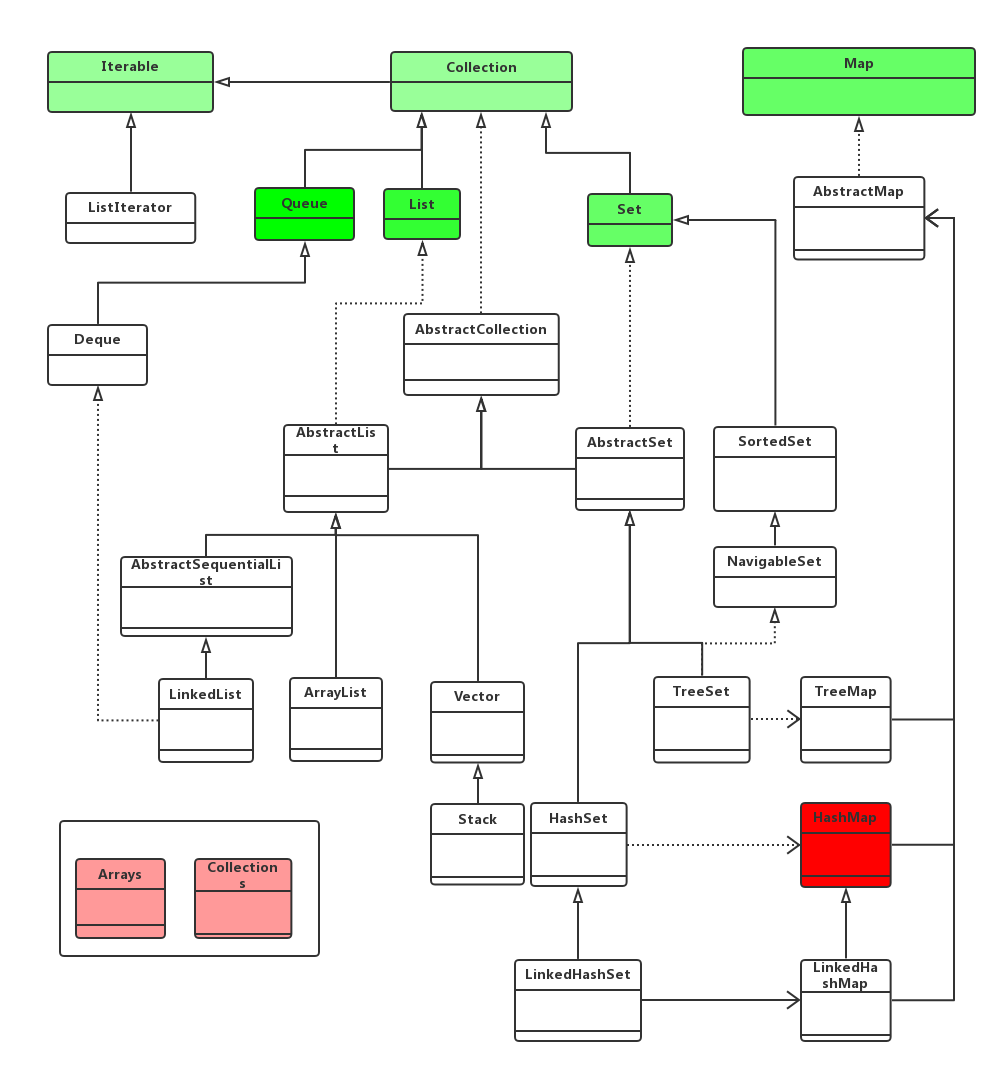 Iterable
Collection
Map
ListIterator
Queue
List
Set
AbstractMap
Deque
AbstractCollection
AbstractLis
t
AbstractSet
SortedSet
AbstractSequentialLi
st
NavigableSet
LinkedList
ArrayList
Vector
TreeSet
TreeMap
Stack
HashSet
HashMap
Arrays
Collection
s
LinkedHashSet
LinkedHa
shMap